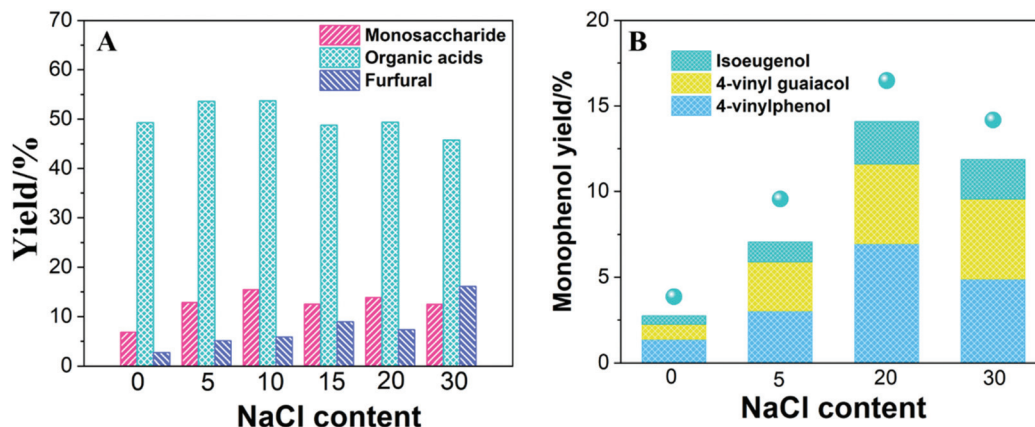 A
Monosaccharide
Organic acids
Furfural
Yield/%
70
60
50
40
30
20
10
0
0 5 10 15 20 30
NaCl content
B
Isoeugenol
4-vinyl guaiacol
4-vinylphenol
Monophenol yield/%
20
15
10
5
0
0 5 20 30
NaCl content